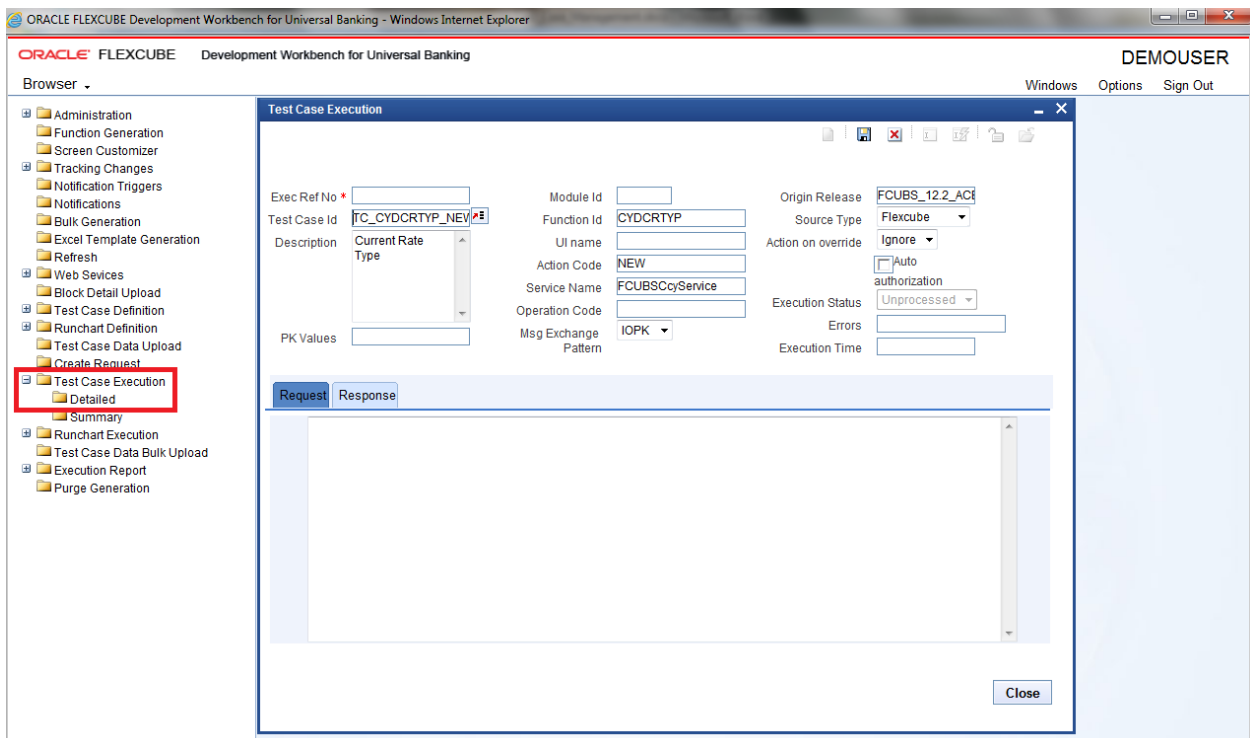 ORACLE FLEXCUBE Development Workbench for Universal Banking - Windows Internet Explorer
ORACLE FLEXCUBE Development Workbench for Universal Banking
DEMOUSER
Browser
Windows Options Sign Out
Administration
Function Generation
Screen Customizer
Tracking Changes
Notification Triggers
Notifications
Bulk Generation
Excel Template Generation
Refresh
Web Sevices
Block Detail Upload
Test Case Definition
Runchart Definition
Test Case Data Upload
Create Request
Test Case Execution
Detailed
Summary
Runchart Execution
Test Case Data Bulk Upload
Execution Report
Purge Generation
Test Case Execution
Exec Ref No *
Test Case Id TC_CYDCRTYP_NEW
Description Current Rate
Type
PK Values
Module Id
Function Id CYDCRTYP
UI name
Action Code NEW
Service Name FCUBSCcyService
Operation Code
Msg Exchange IOPK
Pattern
Origin Release FCUBS_12.2_ACE
Source Type Flexcube
Action on override Ignore
Auto
authorization
Execution Status Unprocessed
Errors
Execution Time
Request Response
Close